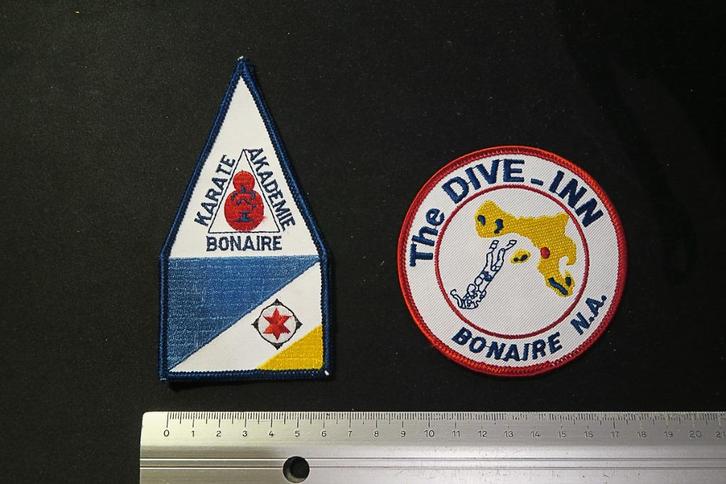 KARATE AKADEMIE
BONAIRE
The DIVE-INN
BONAIRE N.A.
0 1 2 3 4 5 6 7 8 9 10 11 12 13 14 15 16 17 18 19 20 21